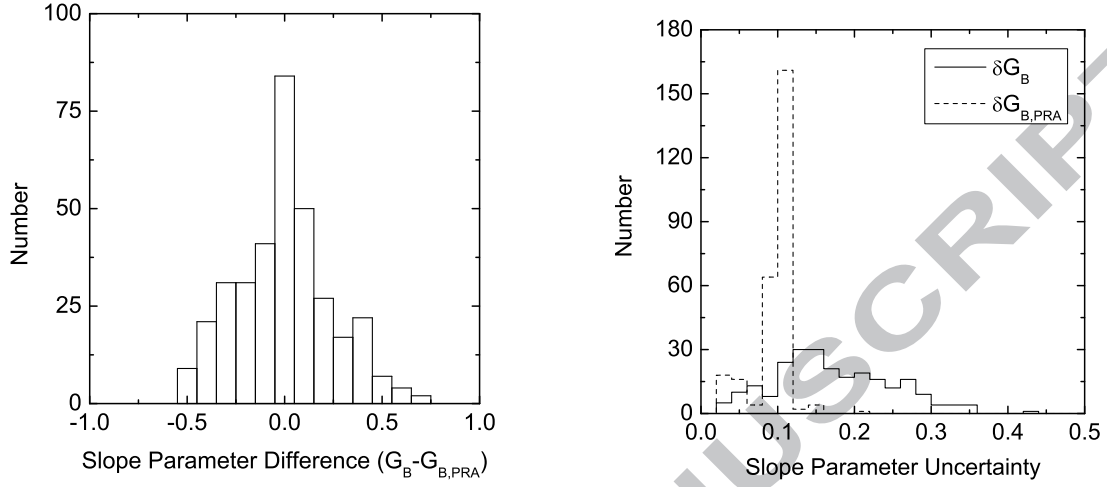 100
75
50
25
0
-1.0 -0.5 0.0 0.5 1.0
Number
Slope Parameter Difference (G_B-G_B,PRA)
180
150
120
90
60
30
0
0.0 0.1 0.2 0.3 0.4 0.5
Number
Slope Parameter Uncertainty
δG_B
δG_B,PRA
USCRIP